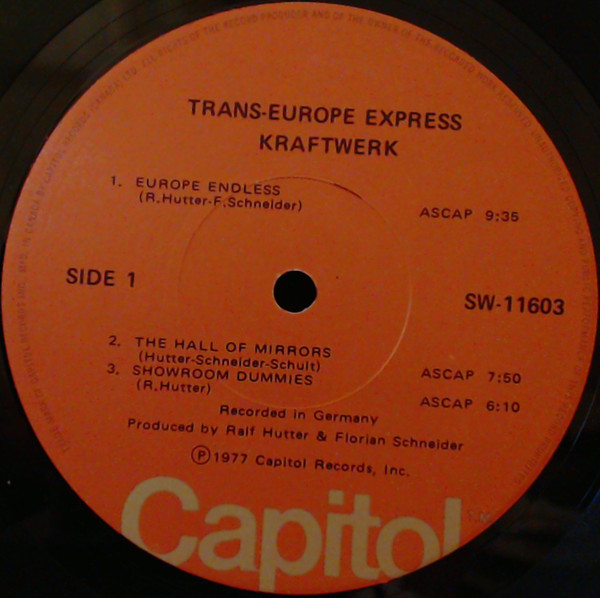 TRANS-EUROPE EXPRESS
KRAFTWERK
1. EUROPE ENDLESS
(R.Hutter-F.Schneider)
ASCAP 9:35
SIDE 1
SW-11603
2. THE HALL OF MIRRORS
(Hutter-Schneider-Schult)
ASCAP 7:50
3. SHOWROOM DUMMIES
(R.Hutter)
ASCAP 6:10
Recorded in Germany
Produced by Ralf Hutter & Florian Schneider
Ⓟ1977 Capitol Records, Inc.
Capitol